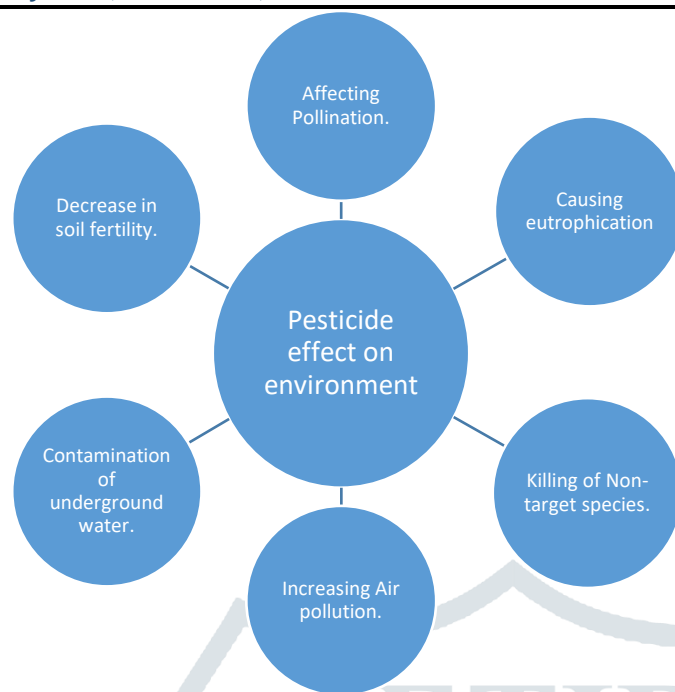 Affecting
Pollination.
Causing
eutrophication
Decrease in
soil fertility.
Pesticide
effect on
environment
Contamination
of
underground
water.
Killing of Non-
target species.
Increasing Air
pollution.